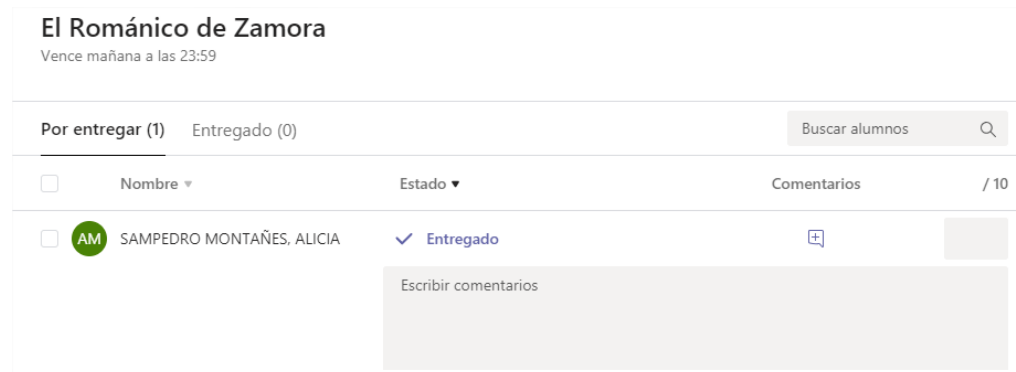 El Románico de Zamora
Vence mañana a las 23:59
Por entregar (1) Entregado (0) Buscar alumnos
Nombre Estado Comentarios / 10
AM SAMPEDRO MONTAÑES, ALICIA Entregado
Escribir comentarios